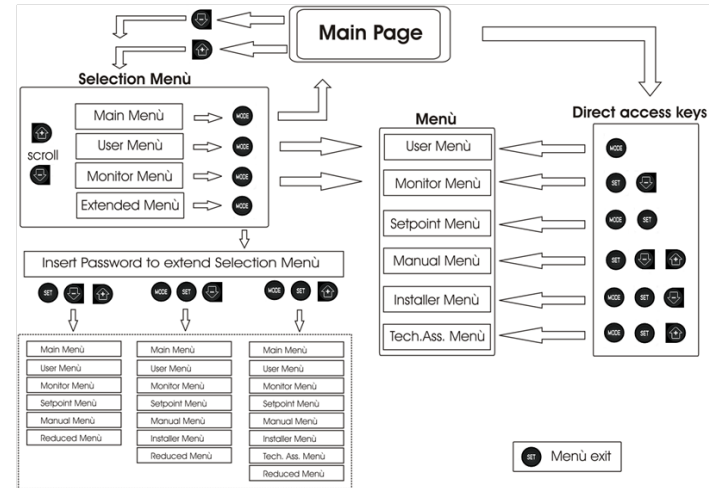 Main Page
Selection Menù
Main Menù
MODE
User Menù
MODE
scroll
Monitor Menù
MODE
Extended Menù
MODE
Insert Password to extend Selection Menù
SET
MODE SET
MODE SET
Main Menù
User Menù
Monitor Menù
Setpoint Menù
Manual Menù
Reduced Menù
Main Menù
User Menù
Monitor Menù
Setpoint Menù
Manual Menù
Installer Menù
Reduced Menù
Main Menù
User Menù
Monitor Menù
Setpoint Menù
Manual Menù
Installer Menù
Tech. Ass. Menù
Reduced Menù
Menù
User Menù
Monitor Menù
Setpoint Menù
Manual Menù
Installer Menù
Tech.Ass. Menù
Direct access keys
MODE
SET
MODE SET
SET
MODE SET
MODE SET
SET Menù exit